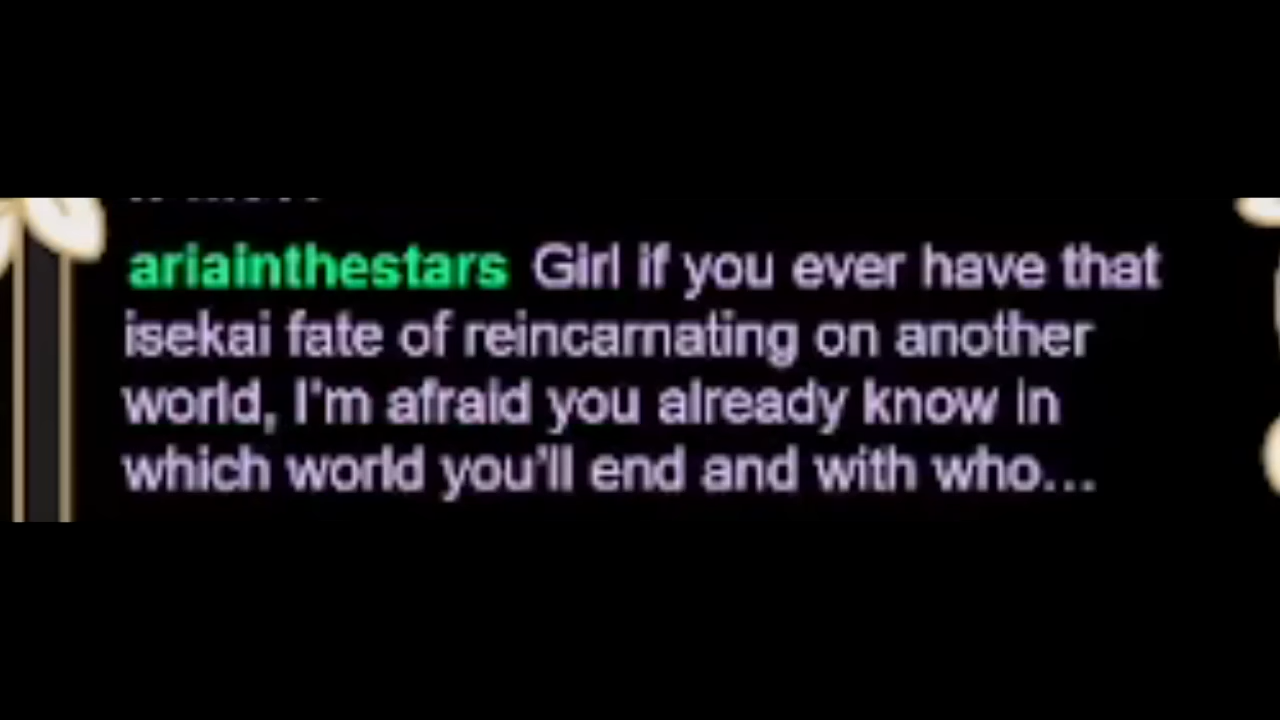 ariainthestars Girl if you ever have that
isekai fate of reincarnating on another
world, I'm afraid you already know in
which world you'll end and with who...